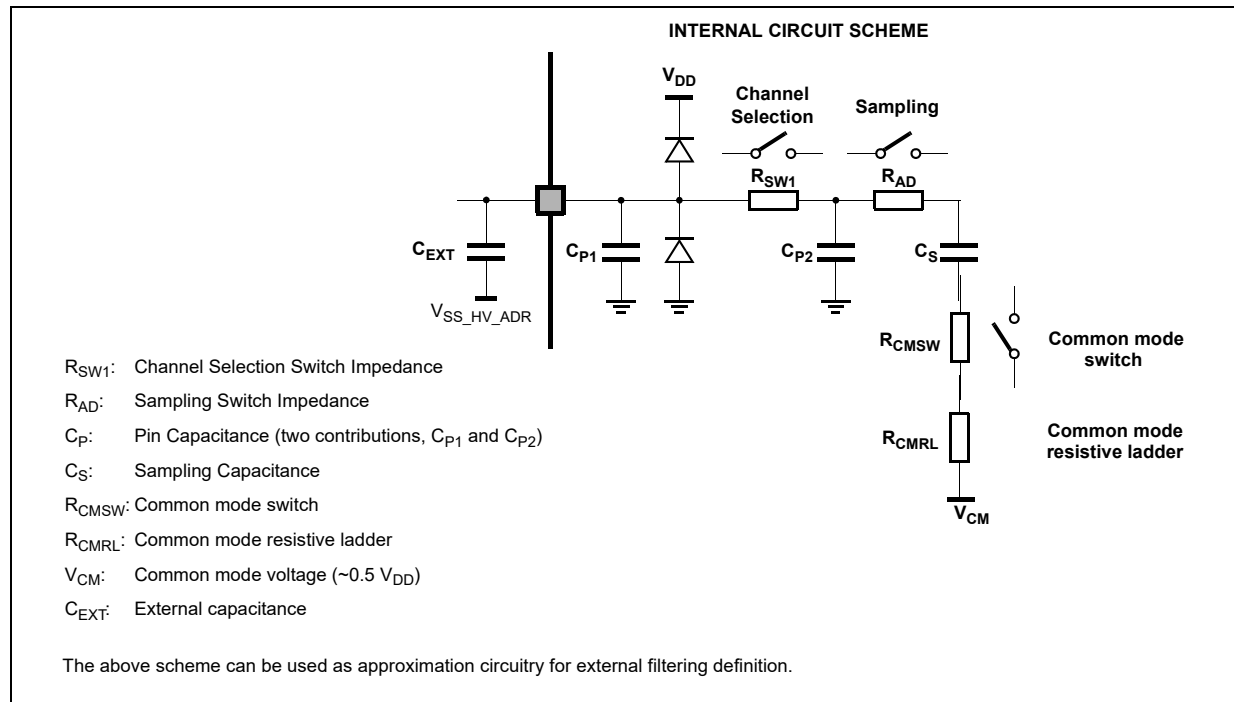 INTERNAL CIRCUIT SCHEME
VDD
Channel
Selection
Sampling
RSW1
RAD
CEXT
CP1
CP2
CS
VSS_HV_ADR
RCMSW
Common mode
switch
RCMRL
Common mode
resistive ladder
VCM
RSW1: Channel Selection Switch Impedance
RAD: Sampling Switch Impedance
CP: Pin Capacitance (two contributions, CP1 and CP2)
CS: Sampling Capacitance
RCMSW: Common mode switch
RCMRL: Common mode resistive ladder
VCM: Common mode voltage (~0.5 VDD)
CEXT: External capacitance
The above scheme can be used as approximation circuitry for external filtering definition.